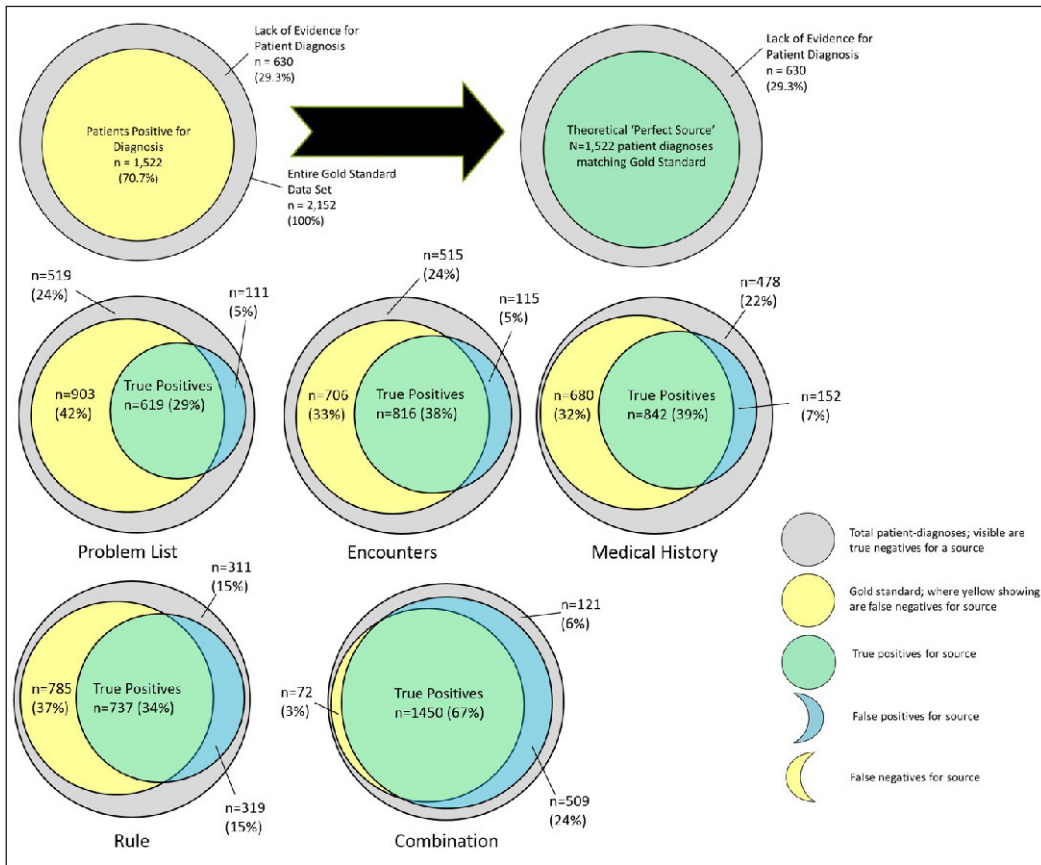 Lack of Evidence for
Patient Diagnosis
n = 630
(29.3%)
Patients Positive for
Diagnosis
n = 1,522
(70.7%)
Entire Gold Standard
Data Set
n = 2,152
(100%)
Lack of Evidence for
Patient Diagnosis
n = 630
(29.3%)
Theoretical 'Perfect Source'
N=1,522 patient diagnoses
matching Gold Standard
n=519
(24%)
n=111
(5%)
n=903
(42%)
True Positives
n=619 (29%)
Problem List
n=515
(24%)
n=115
(5%)
n=706
(33%)
True Positives
n=816 (38%)
Encounters
n=478
(22%)
n=680
(32%)
True Positives
n=842 (39%)
n=152
(7%)
Medical History
n=311
(15%)
n=785
(37%)
True Positives
n=737 (34%)
n=319
(15%)
Rule
n=121
(6%)
n=72
(3%)
True Positives
n=1450 (67%)
n=509
(24%)
Combination
Total patient-diagnoses; visible are
true negatives for a source
Gold standard; where yellow showing
are false negatives for source
True positives for source
False positives for source
False negatives for source